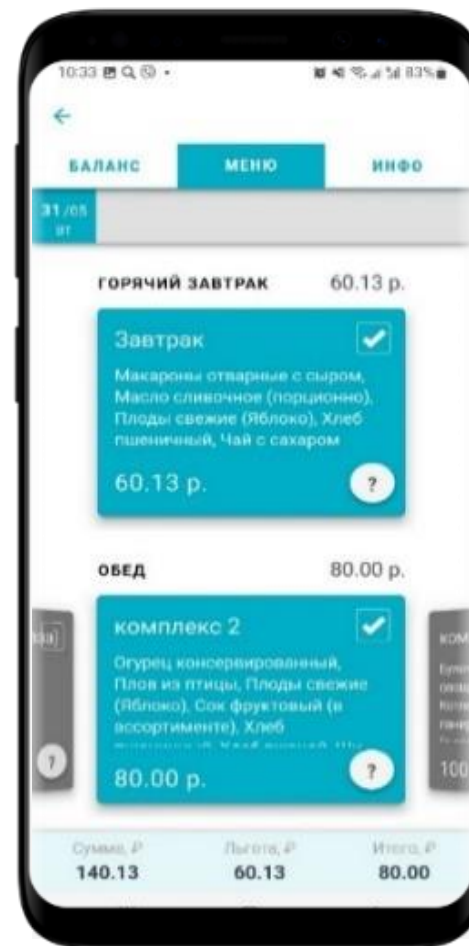 10:33
83%
БАЛАНС МЕНЮ ИНФО
31/05
вт
ГОРЯЧИЙ ЗАВТРАК 60.13 р.
Завтрак
Макароны отварные с сыром,
Масло сливочное (порционно),
Плоды свежие (Яблоко), Хлеб
пшеничный, Чай с сахаром
60.13 р.
?
ОБЕД 80.00 р.
комплекс 2
Огурец консервированный,
Плов из птицы, Плоды свежие
(Яблоко), Сок фруктовый (в
ассортименте), Хлеб
80.00 р.
?
?
100
Сумма, ₽ Льгота, ₽ Итого, ₽
140.13 60.13 80.00